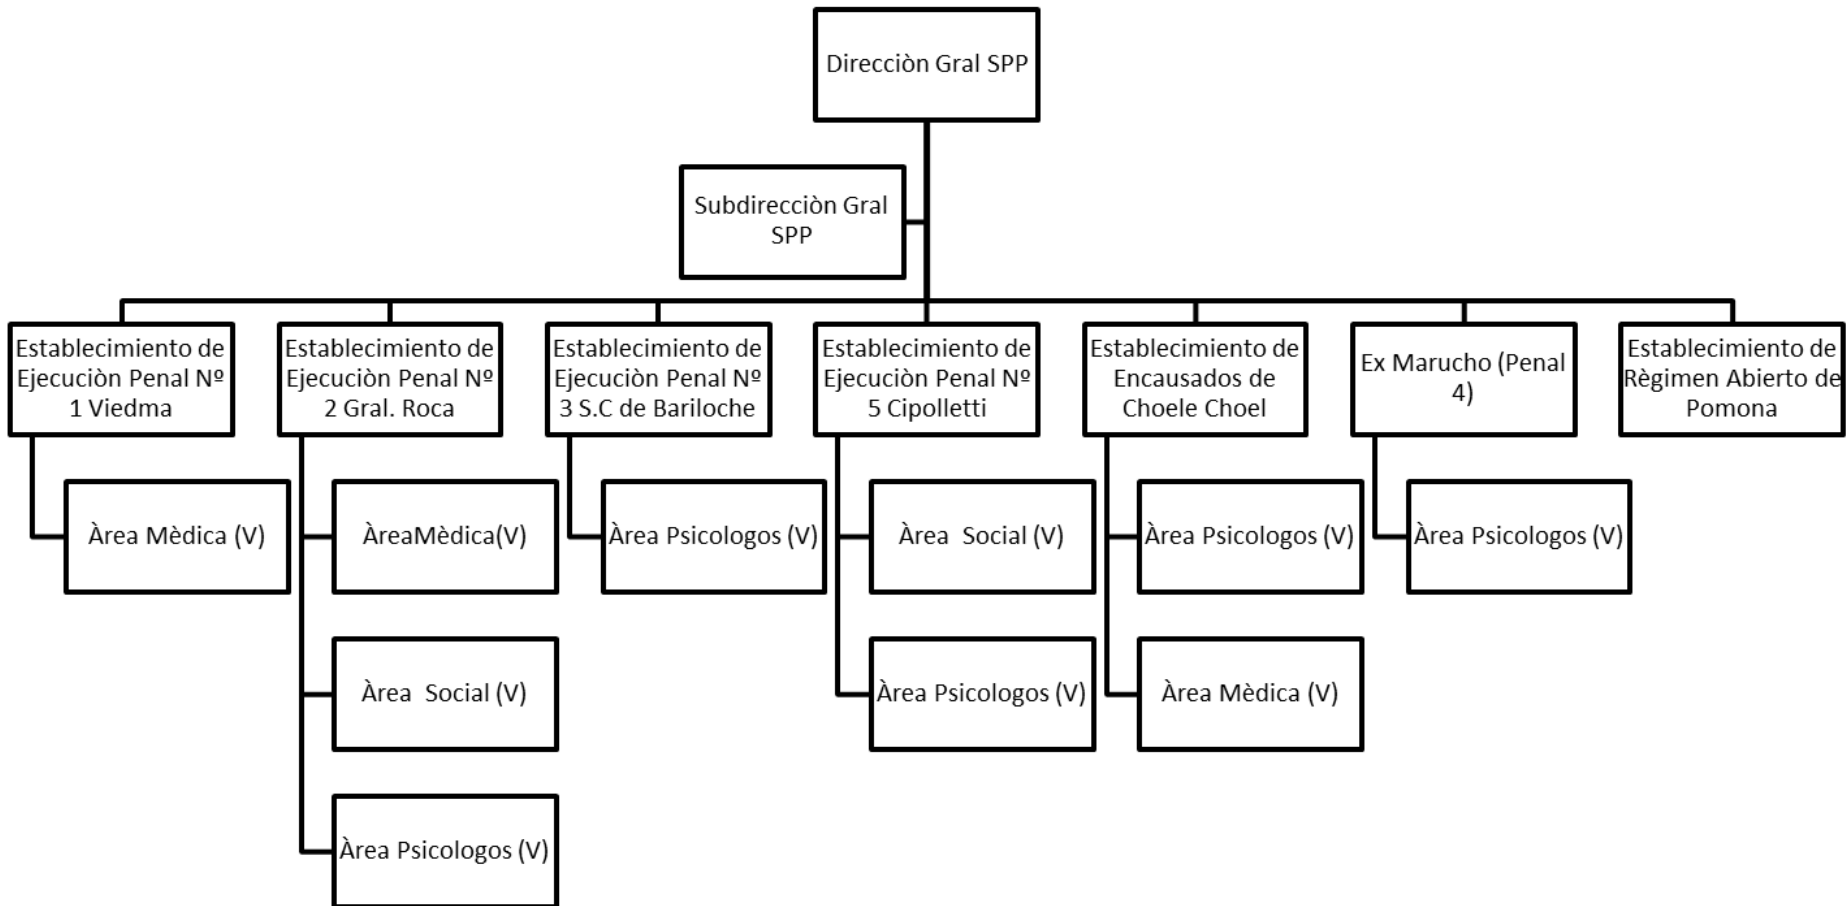 Direcciòn Gral SPP
Subdirecciòn Gral
SPP
Establecimiento de
Ejecuciòn Penal Nº
1 Viedma
Establecimiento de
Ejecuciòn Penal Nº
2 Gral. Roca
Establecimiento de
Ejecuciòn Penal Nº
3 S.C de Bariloche
Establecimiento de
Ejecuciòn Penal Nº
5 Cipolletti
Establecimiento de
Encausados de
Choele Choel
Ex Marucho (Penal
4)
Establecimiento de
Règimen Abierto de
Pomona
Àrea Mèdica (V)
ÀreaMèdica(V)
Àrea Psicologos (V)
Àrea  Social (V)
Àrea Psicologos (V)
Àrea Psicologos (V)
Àrea  Social (V)
Àrea Psicologos (V)
Àrea Mèdica (V)
Àrea Psicologos (V)